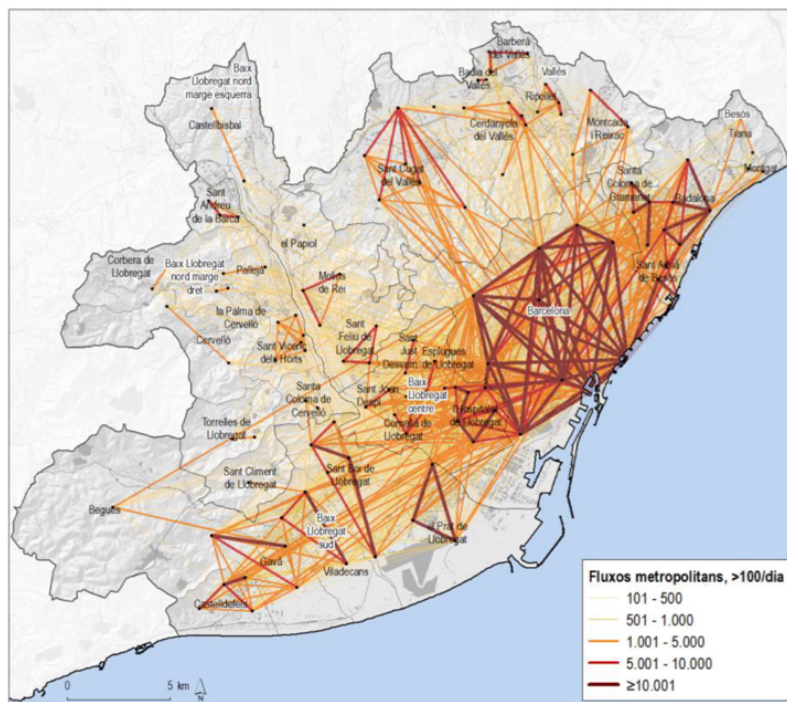 Barberà
del Vallès
Baix
Llobregat nord
marge esquerra
Badia del
Vallès
Vallès
Ripollet
Castellbisbal
Cerdanyola
del Vallès
Montcada
i Reixac
Besòs
Tiana
Montgat
Sant Cugat
del Vallès
Santa
Coloma de
Gramenet
Badalona
Sant
Andreu
de la Barca
el Papiol
Corbera de
Llobregat
Baix Llobregat
nord marge
dret
Pallejà
Molins
de Rei
Sant Adrià
de Besòs
la Palma de
Cervelló
Barcelona
Cervelló
Sant Vicenç
dels Horts
Sant
Feliu de
Llobregat
Sant
Just
Desvern
Esplugues
de Llobregat
Santa
Coloma de
Cervelló
Sant Joan
Despí
Baix
Llobregat
centre
l'Hospitalet
de Llobregat
Cornellà de
Llobregat
Torrelles de
Llobregat
Sant Climent
de Llobregat
Sant Boi de
Llobregat
Begues
Baix
Llobregat
sud
el Prat de
Llobregat
Gavà
Viladecans
Castelldefels
Fluxos metropolitans, >100/dia
101 - 500
501 - 1.000
1.001 - 5.000
5.001 - 10.000
≥10.001
0 5 km N